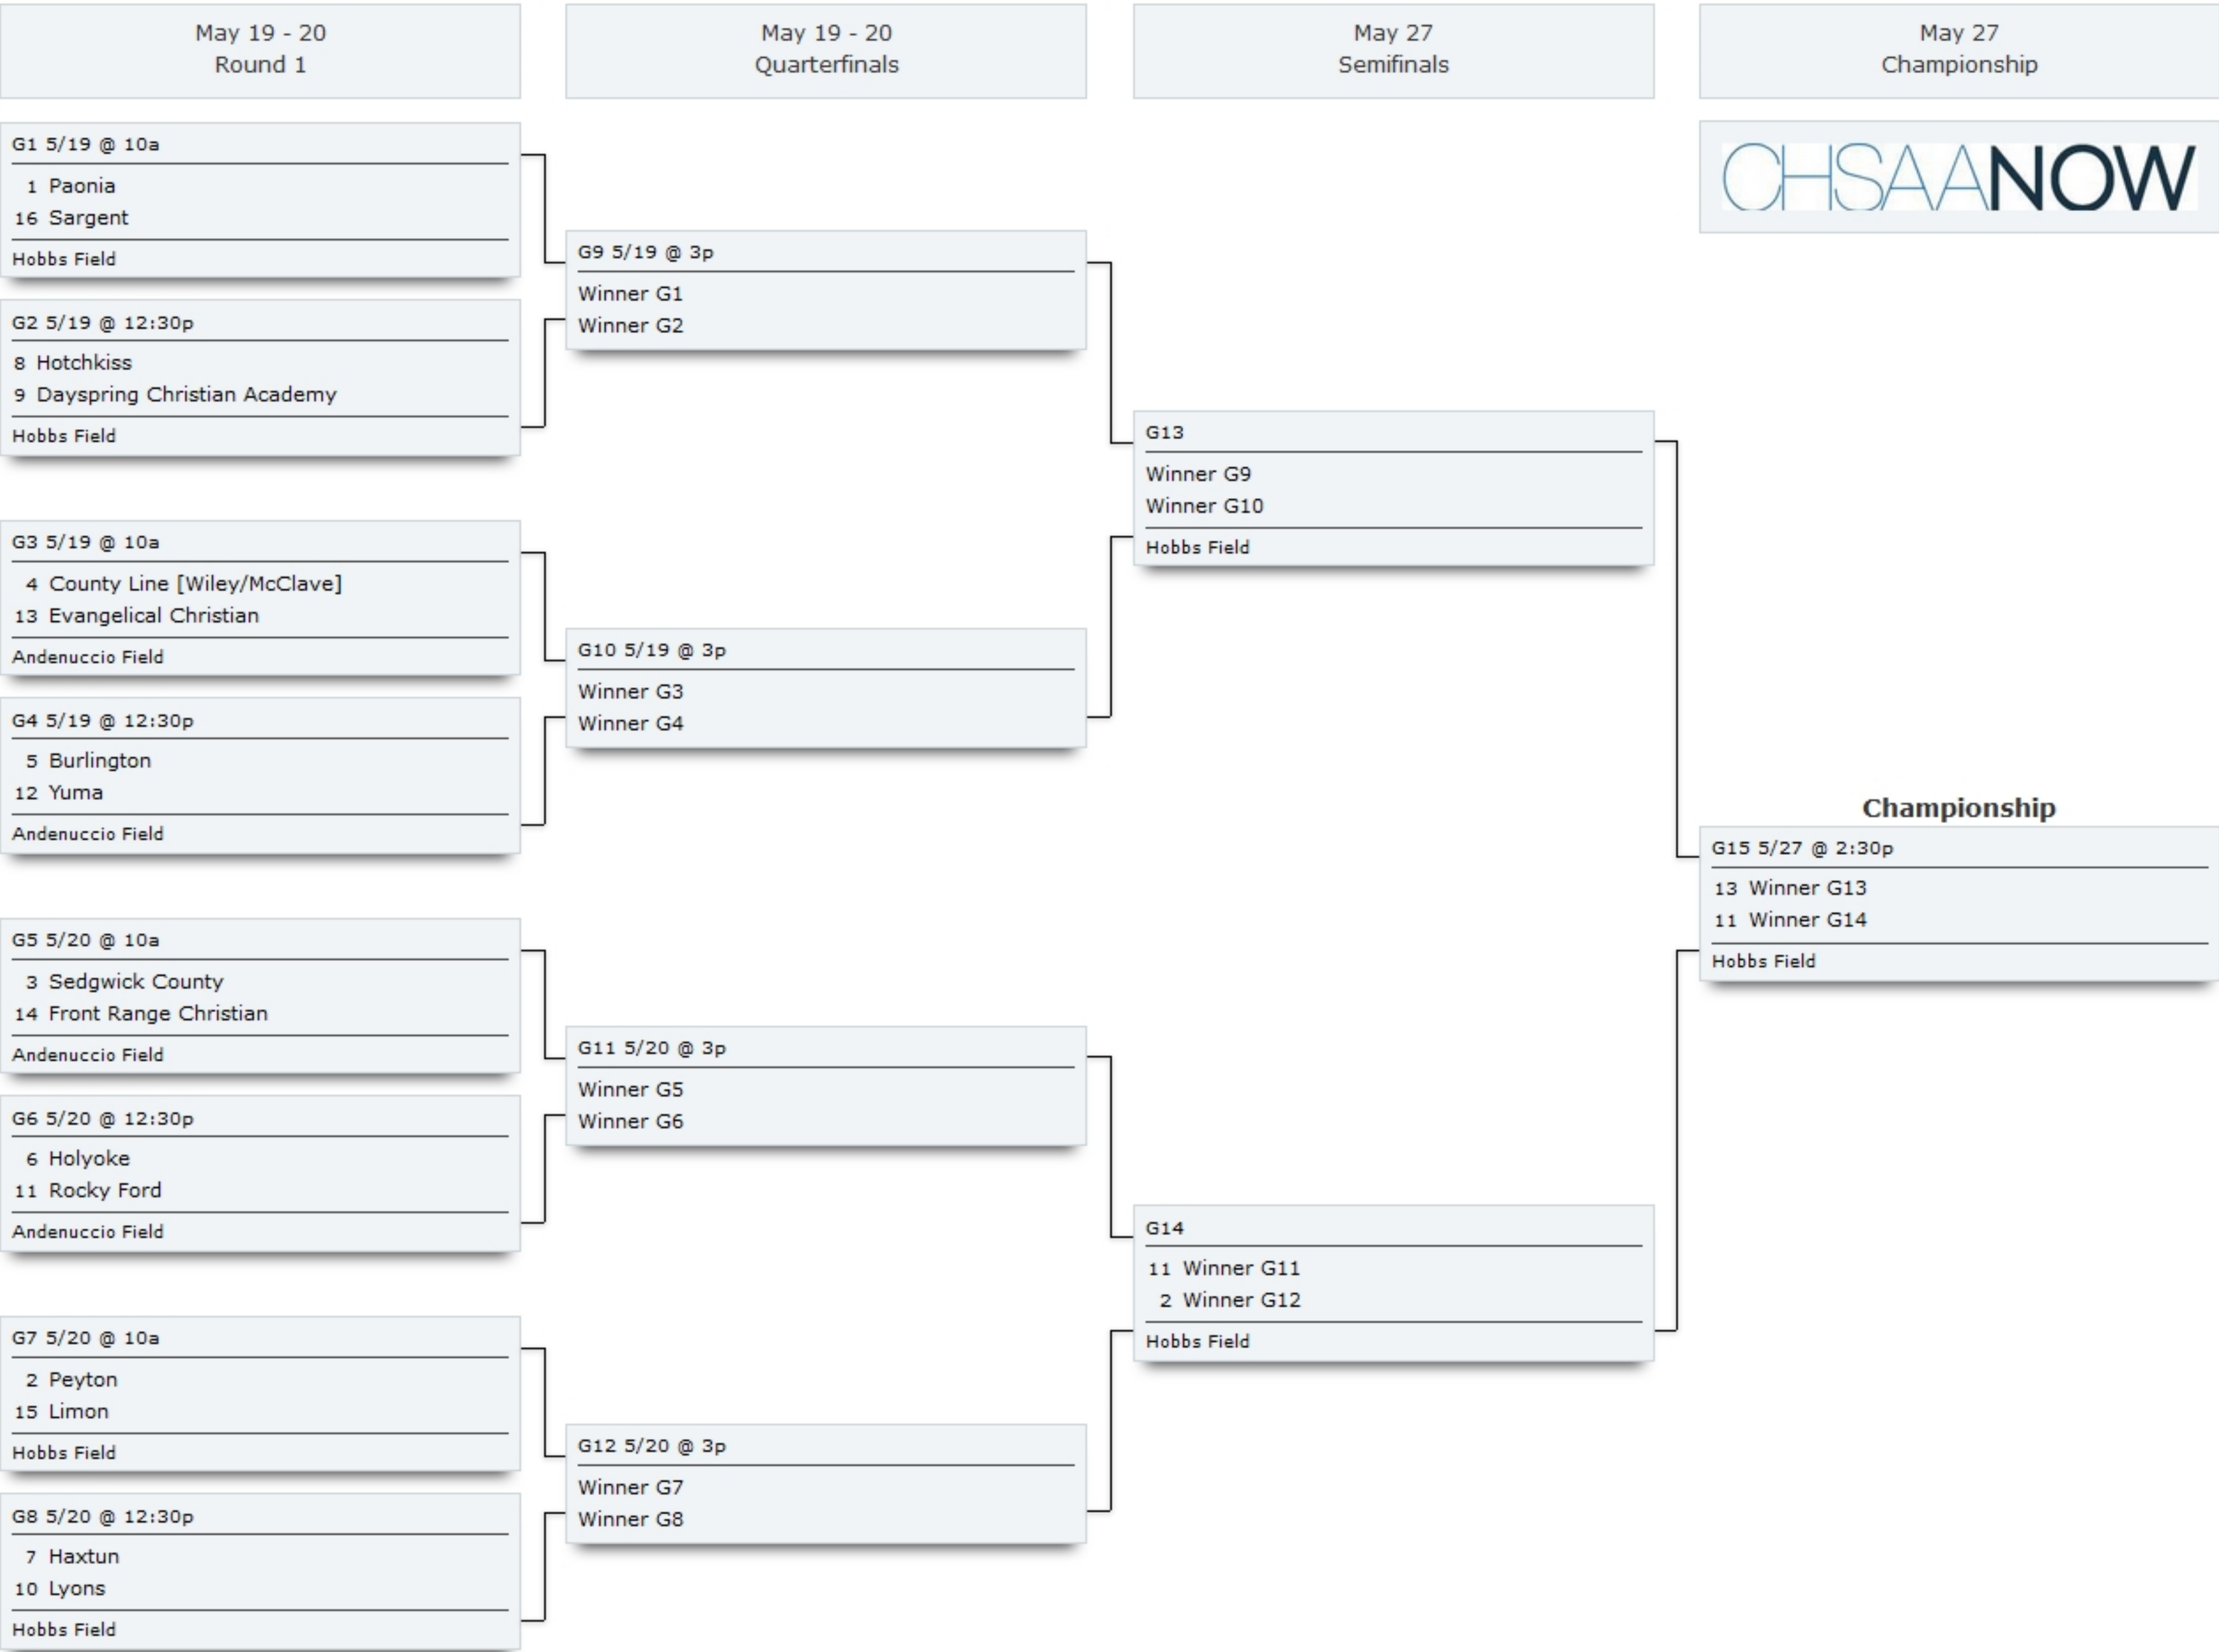 May 19 - 20
Round 1
May 19 - 20
Quarterfinals
May 27
Semifinals
May 27
Championship
CHSAANOW
G1 5/19 @ 10a
1 Paonia
16 Sargent
Hobbs Field
G2 5/19 @ 12:30p
8 Hotchkiss
9 Dayspring Christian Academy
Hobbs Field
G3 5/19 @ 10a
4 County Line [Wiley/McClave]
13 Evangelical Christian
Andenuccio Field
G4 5/19 @ 12:30p
5 Burlington
12 Yuma
Andenuccio Field
G5 5/20 @ 10a
3 Sedgwick County
14 Front Range Christian
Andenuccio Field
G6 5/20 @ 12:30p
6 Holyoke
11 Rocky Ford
Andenuccio Field
G7 5/20 @ 10a
2 Peyton
15 Limon
Hobbs Field
G8 5/20 @ 12:30p
7 Haxtun
10 Lyons
Hobbs Field
G9 5/19 @ 3p
Winner G1
Winner G2
G10 5/19 @ 3p
Winner G3
Winner G4
G11 5/20 @ 3p
Winner G5
Winner G6
G12 5/20 @ 3p
Winner G7
Winner G8
G13
Winner G9
Winner G10
Hobbs Field
G14
11 Winner G11
2 Winner G12
Hobbs Field
Championship
G15 5/27 @ 2:30p
13 Winner G13
11 Winner G14
Hobbs Field